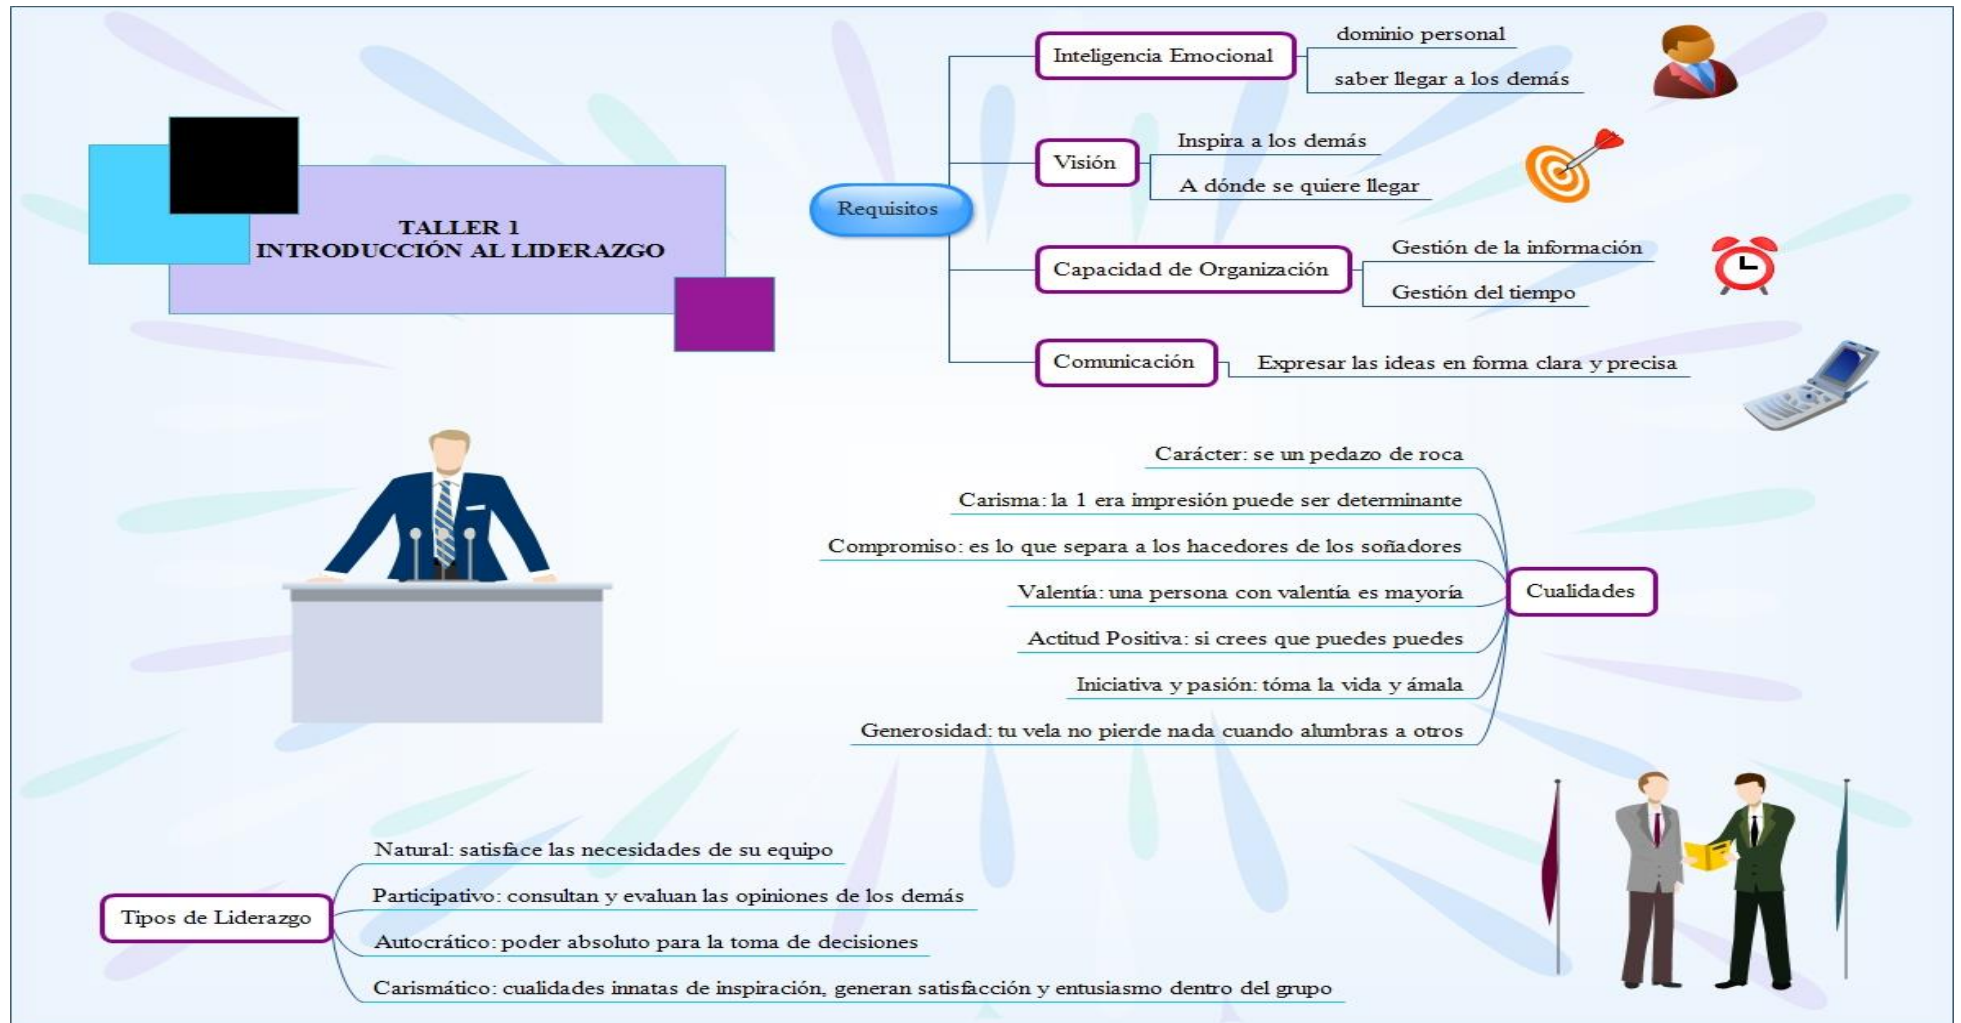 TALLER 1
INTRODUCCIÓN AL LIDERAZGO
Requisitos
Inteligencia Emocional
dominio personal
saber llegar a los demás
Visión
Inspira a los demás
A dónde se quiere llegar
Capacidad de Organización
Gestión de la información
Gestión del tiempo
Comunicación
Expresar las ideas en forma clara y precisa
Cualidades
Carácter: se un pedazo de roca
Carisma: la 1 era impresión puede ser determinante
Compromiso: es lo que separa a los hacedores de los soñadores
Valentía: una persona con valentía es mayoría
Actitud Positiva: si crees que puedes puedes
Iniciativa y pasión: tóma la vida y ámala
Generosidad: tu vela no pierde nada cuando alumbras a otros
Tipos de Liderazgo
Natural: satisface las necesidades de su equipo
Participativo: consultan y evaluan las opiniones de los demás
Autocrático: poder absoluto para la toma de decisiones
Carismático: cualidades innatas de inspiración, generan satisfacción y entusiasmo dentro del grupo